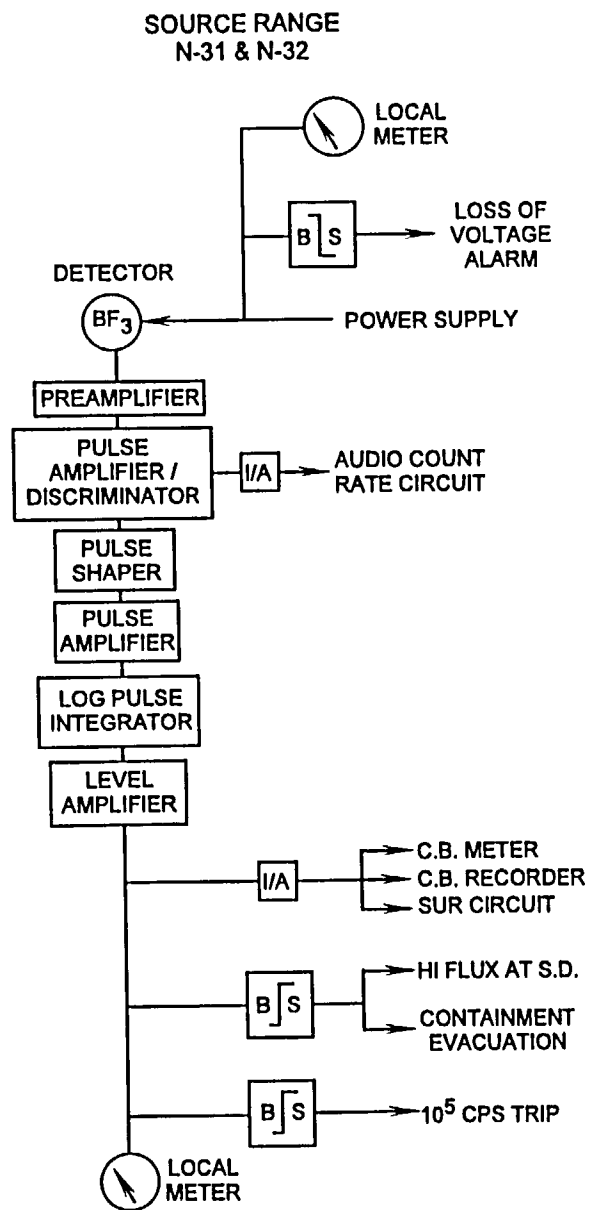 SOURCE RANGE
N-31 & N-32
LOCAL
METER
B S
LOSS OF
VOLTAGE
ALARM
DETECTOR
BF3
POWER SUPPLY
PREAMPLIFIER
PULSE
AMPLIFIER /
DISCRIMINATOR
I/A
AUDIO COUNT
RATE CIRCUIT
PULSE
SHAPER
PULSE
AMPLIFIER
LOG PULSE
INTEGRATOR
LEVEL
AMPLIFIER
I/A
C.B. METER
C.B. RECORDER
SUR CIRCUIT
B S
HI FLUX AT S.D.
CONTAINMENT
EVACUATION
B S
10^5 CPS TRIP
LOCAL
METER